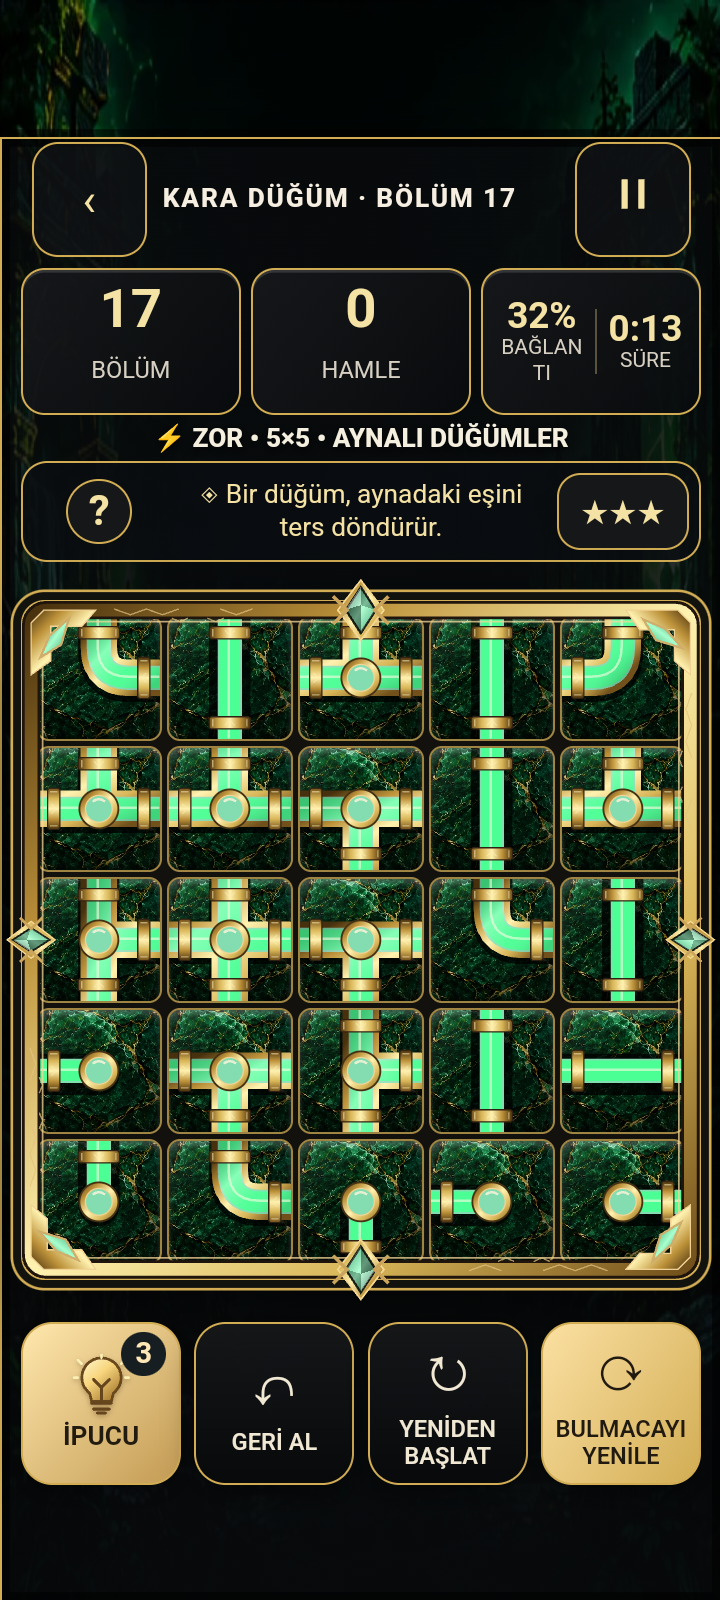 KARA DÜĞÜM · BÖLÜM 17
17
BÖLÜM
0
HAMLE
32%
BAĞLAN
TI
0:13
SÜRE
⚡ ZOR • 5×5 • AYNALI DÜĞÜMLER
?
◈ Bir düğüm, aynadaki eşini
ters döndürür.
★★★
3
İPUCU
GERİ AL
YENİDEN
BAŞLAT
BULMACAYI
YENİLE